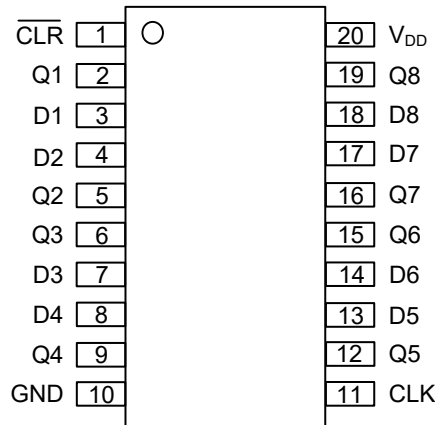 CLR 1 20 VDD
Q1 2 19 Q8
D1 3 18 D8
D2 4 17 D7
Q2 5 16 Q7
Q3 6 15 Q6
D3 7 14 D6
D4 8 13 D5
Q4 9 12 Q5
GND 10 11 CLK